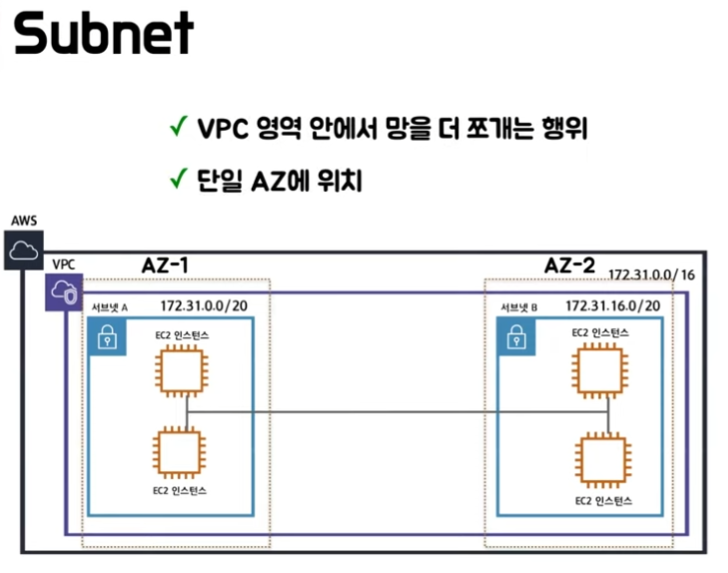 Subnet
✓ VPC 영역 안에서 망을 더 쪼개는 행위
✓ 단일 AZ에 위치
AWS
VPC
AZ-1
AZ-2
172.31.0.0/16
서브넷 A
172.31.0.0/20
서브넷 B
172.31.16.0/20
EC2 인스턴스
EC2 인스턴스
EC2 인스턴스
EC2 인스턴스